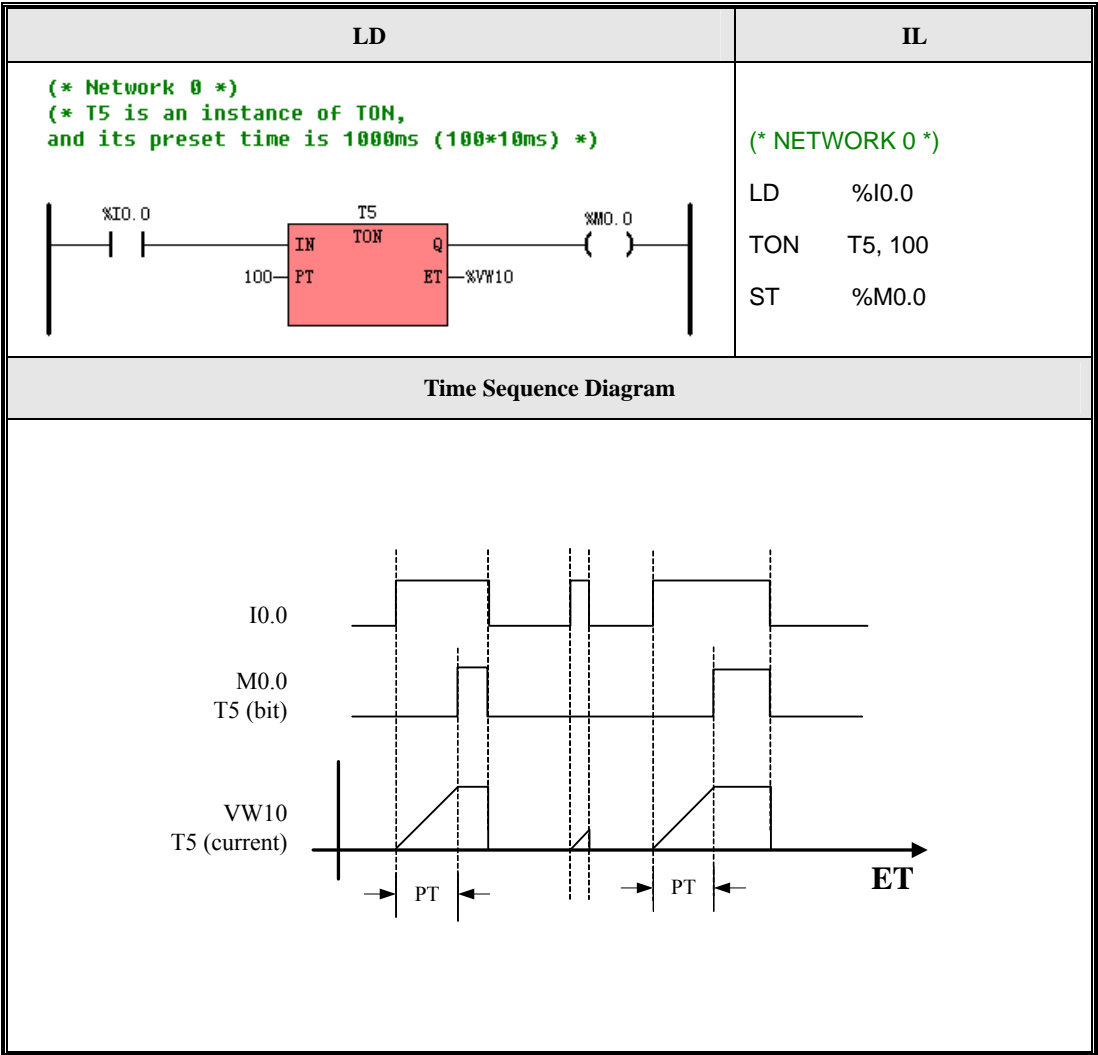 LD
IL
(* Network 0 *)
(* T5 is an instance of TON,
and its preset time is 1000ms (100*10ms) *)
%I0.0
T5
%M0.0
IN
TON
Q
100
PT
ET
%VW10
(* NETWORK 0 *)
LD %I0.0
TON T5, 100
ST %M0.0
Time Sequence Diagram
I0.0
M0.0
T5 (bit)
VW10
T5 (current)
PT
PT
ET